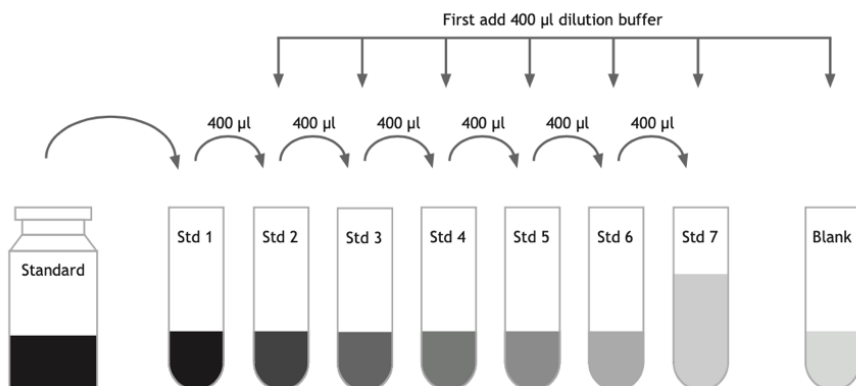 First add 400 µl dilution buffer
400 µl 400 µl 400 µl 400 µl 400 µl 400 µl
Standard Std 1 Std 2 Std 3 Std 4 Std 5 Std 6 Std 7 Blank